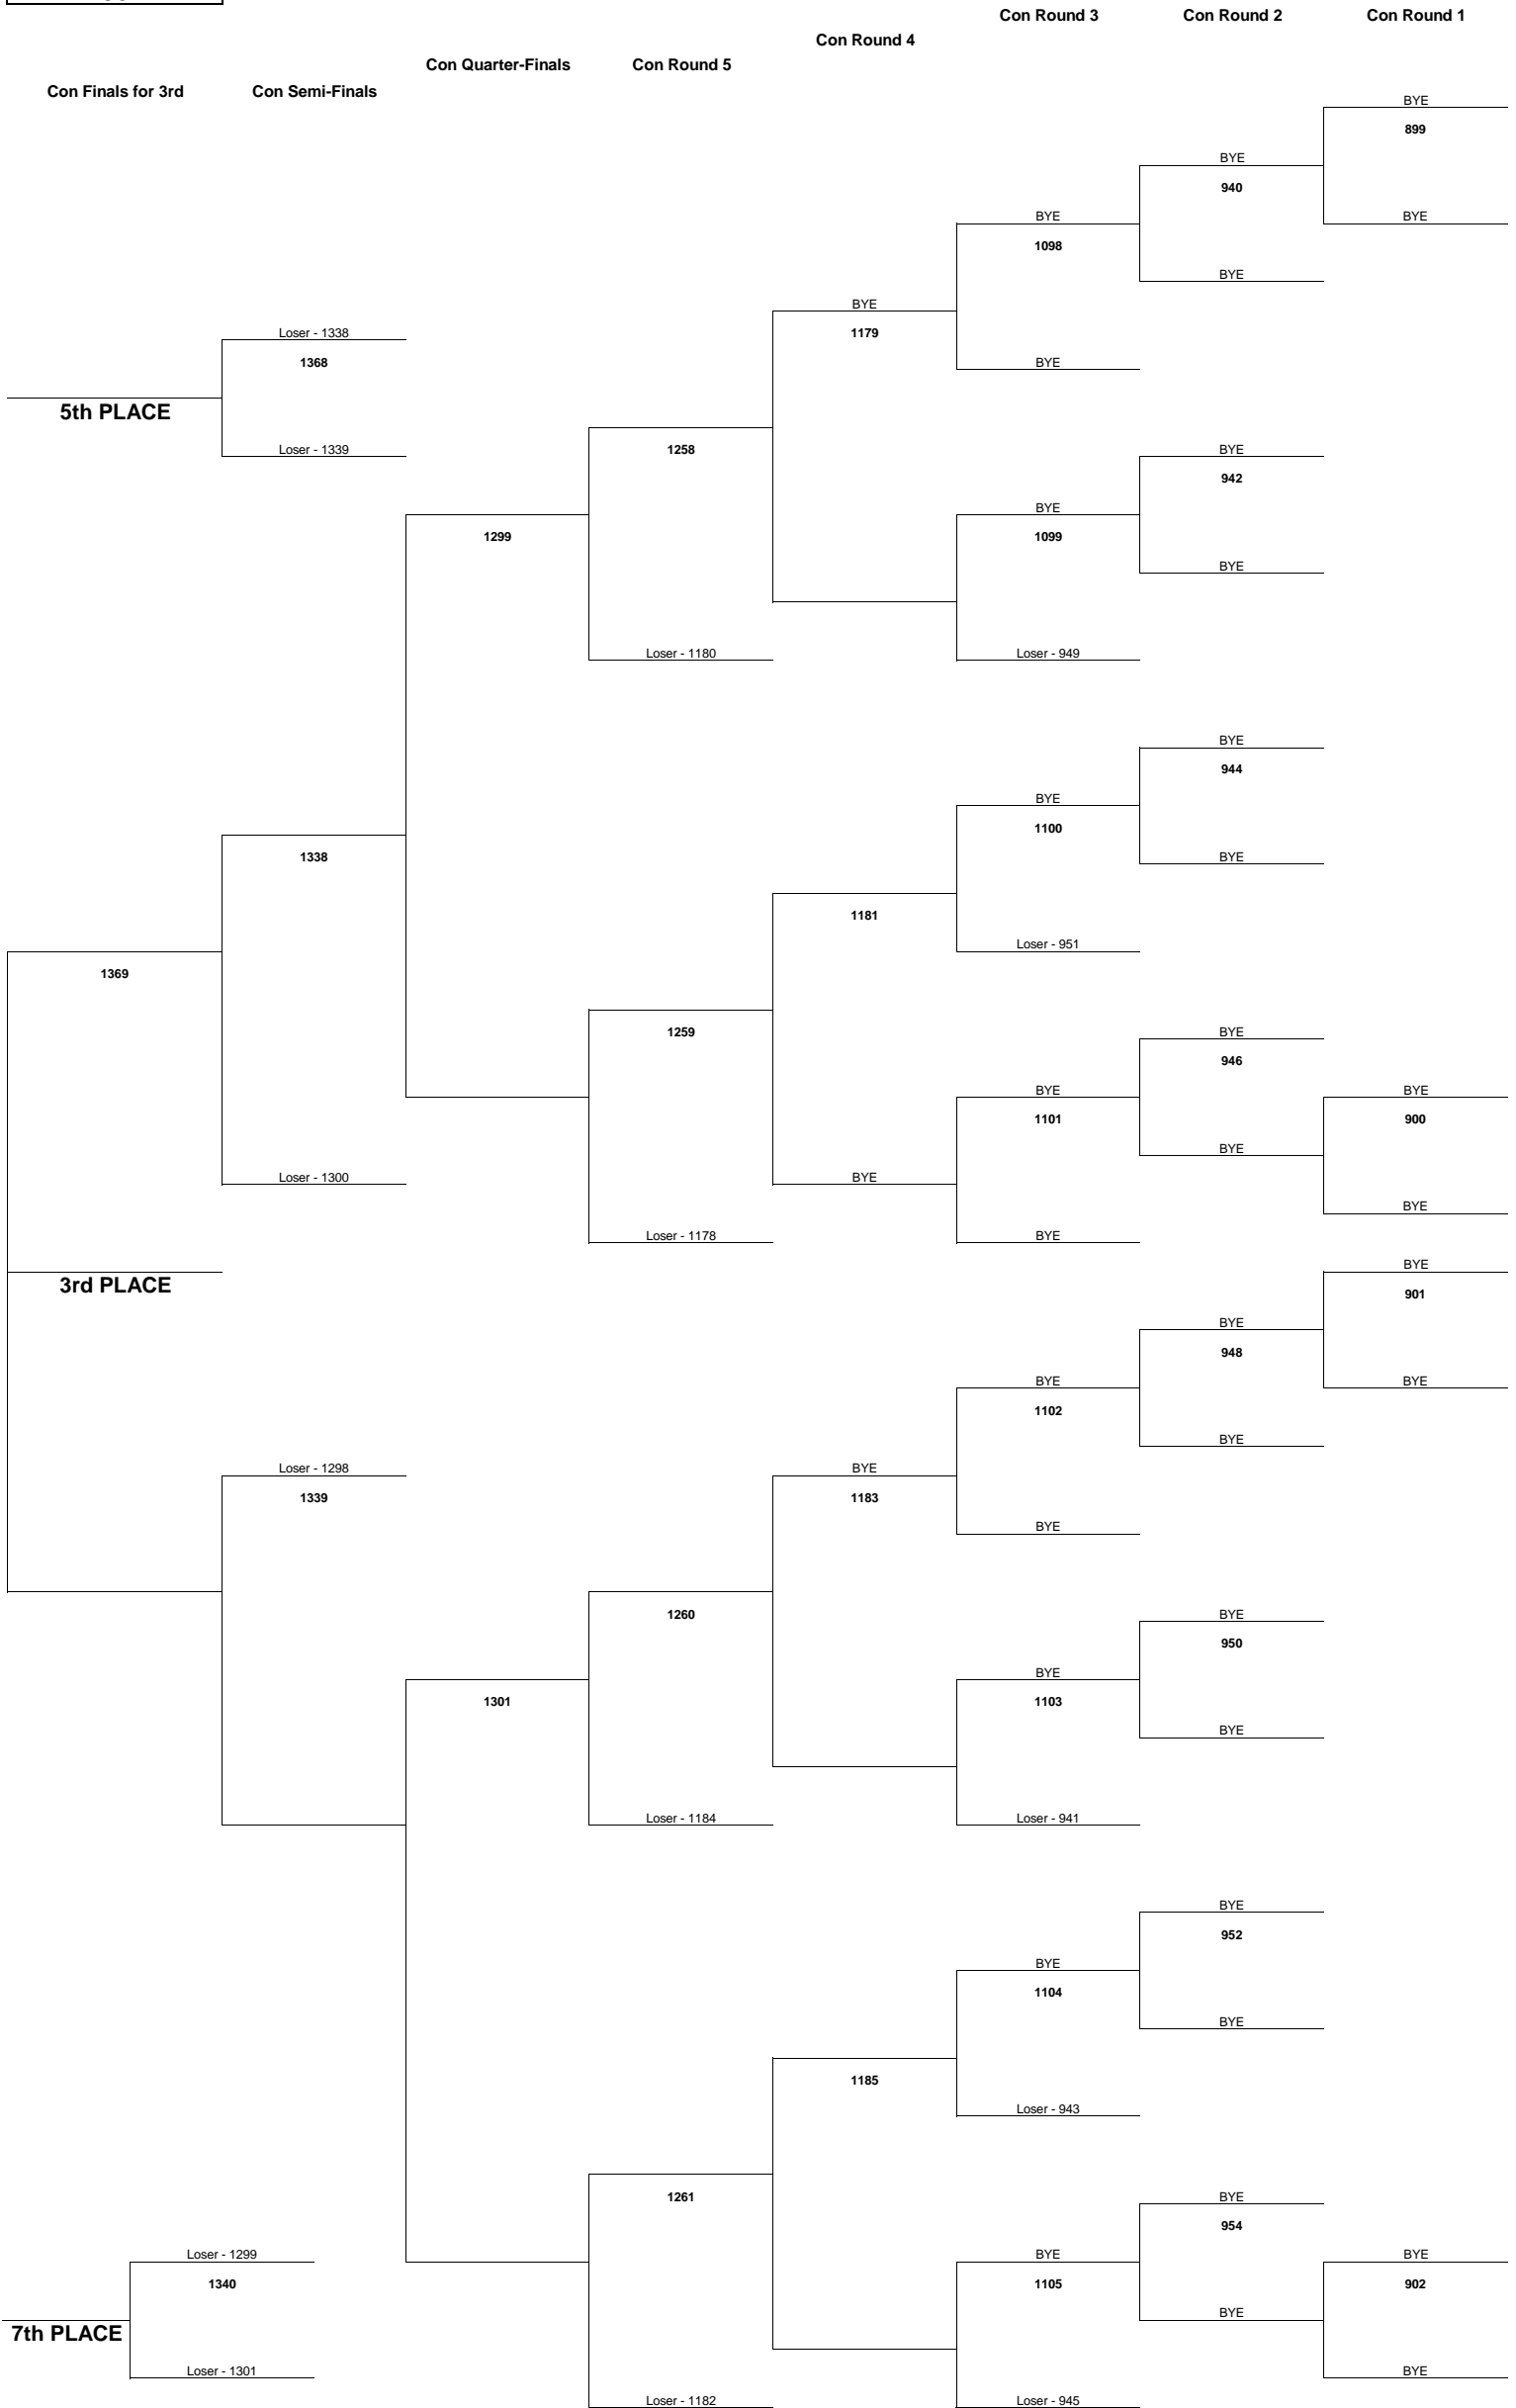 Con Round 3 Con Round 2 Con Round 1
Con Round 4
Con Quarter-Finals Con Round 5
Con Finals for 3rd Con Semi-Finals
BYE
899
BYE
940
BYE BYE
1098
BYE
BYE
Loser - 1338 1179
1368 BYE
5th PLACE
Loser - 1339 1258 BYE
942
BYE
1299 1099
BYE
Loser - 1180 Loser - 949
BYE
944
BYE
1100
1338 BYE
1181
Loser - 951
1369
1259 BYE
946
BYE BYE
1101 900
BYE
Loser - 1300 BYE
BYE
Loser - 1178 BYE
BYE
3rd PLACE 901
BYE
948
BYE BYE
1102
BYE
Loser - 1298 BYE
1339 1183
BYE
1260 BYE
950
BYE
1301 1103
BYE
Loser - 1184 Loser - 941
BYE
952
BYE
1104
BYE
1185
Loser - 943
1261 BYE
954
Loser - 1299 BYE BYE
1340 1105 902
BYE
7th PLACE
Loser - 1301 BYE
Loser - 1182 Loser - 945